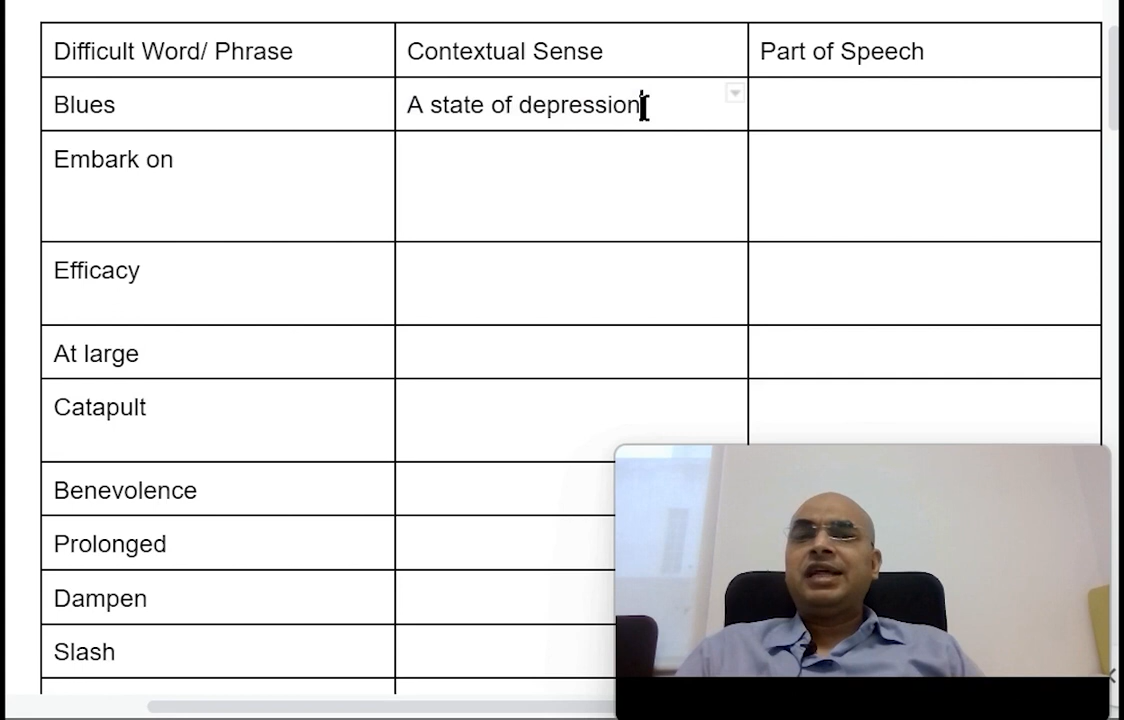 Difficult Word/ Phrase Contextual Sense Part of Speech
Blues A state of depression
Embark on
Efficacy
At large
Catapult
Benevolence
Prolonged
Dampen
Slash